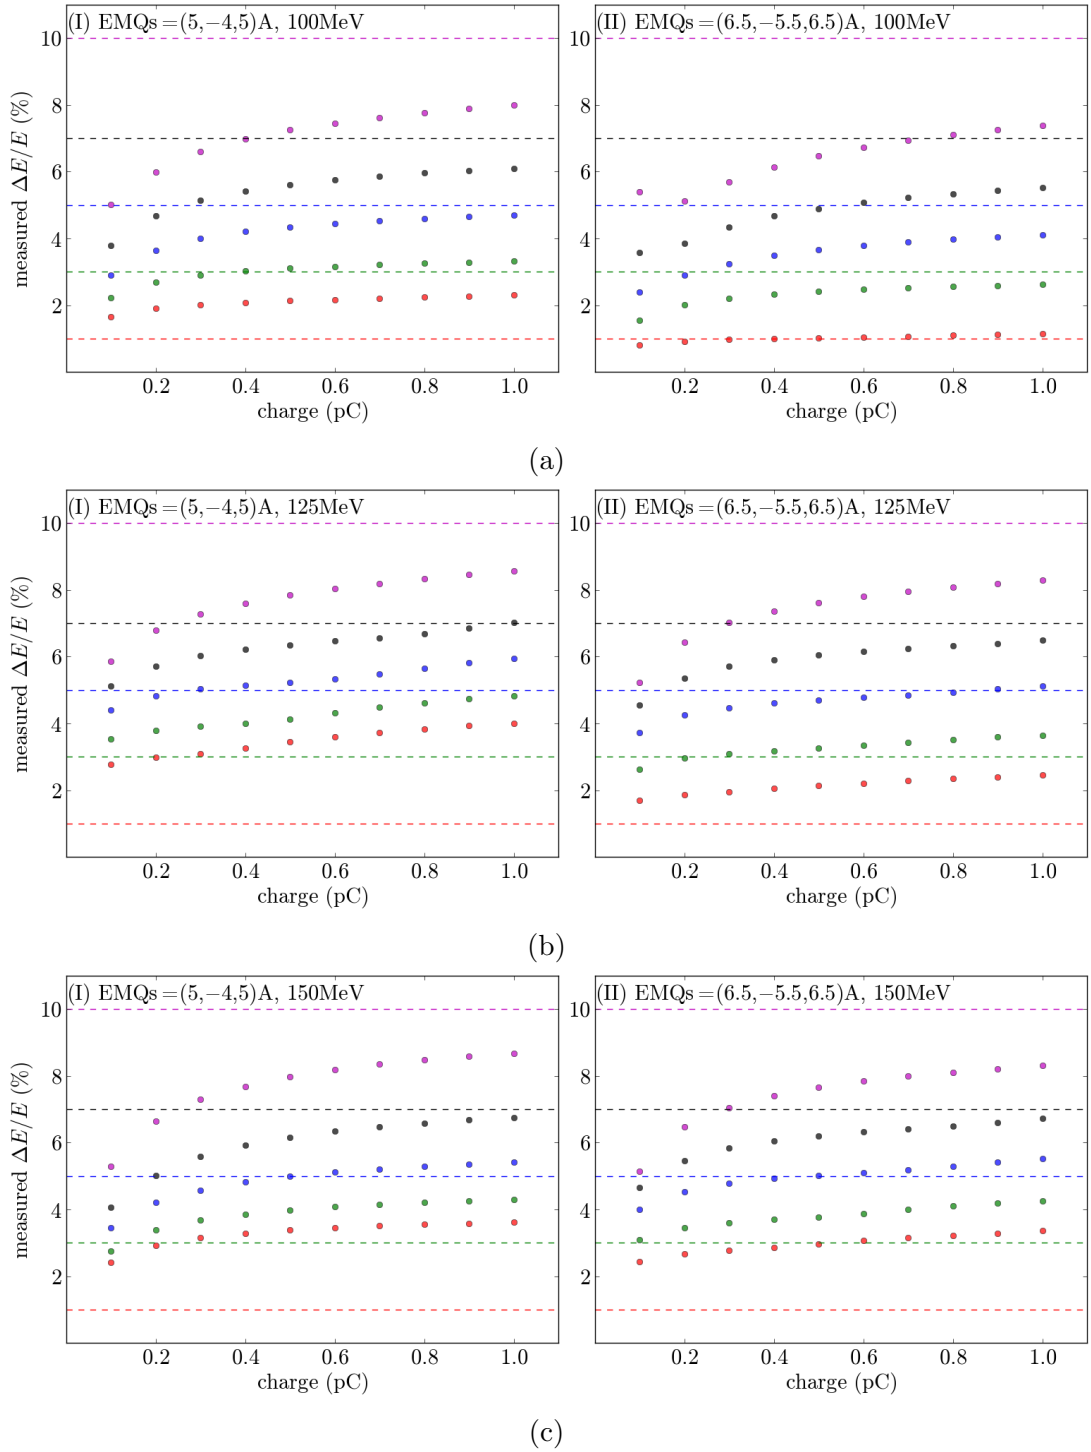 (I) EMQs=(5,−4,5)A, 100MeV
10
8
6
4
2
measured ΔE/E (%)
0.2 0.4 0.6 0.8 1.0
charge (pC)
(II) EMQs=(6.5,−5.5,6.5)A, 100MeV
10
8
6
4
2
0.2 0.4 0.6 0.8 1.0
charge (pC)
(a)
(I) EMQs=(5,−4,5)A, 125MeV
10
8
6
4
2
measured ΔE/E (%)
0.2 0.4 0.6 0.8 1.0
charge (pC)
(II) EMQs=(6.5,−5.5,6.5)A, 125MeV
10
8
6
4
2
0.2 0.4 0.6 0.8 1.0
charge (pC)
(b)
(I) EMQs=(5,−4,5)A, 150MeV
10
8
6
4
2
measured ΔE/E (%)
0.2 0.4 0.6 0.8 1.0
charge (pC)
(II) EMQs=(6.5,−5.5,6.5)A, 150MeV
10
8
6
4
2
0.2 0.4 0.6 0.8 1.0
charge (pC)
(c)